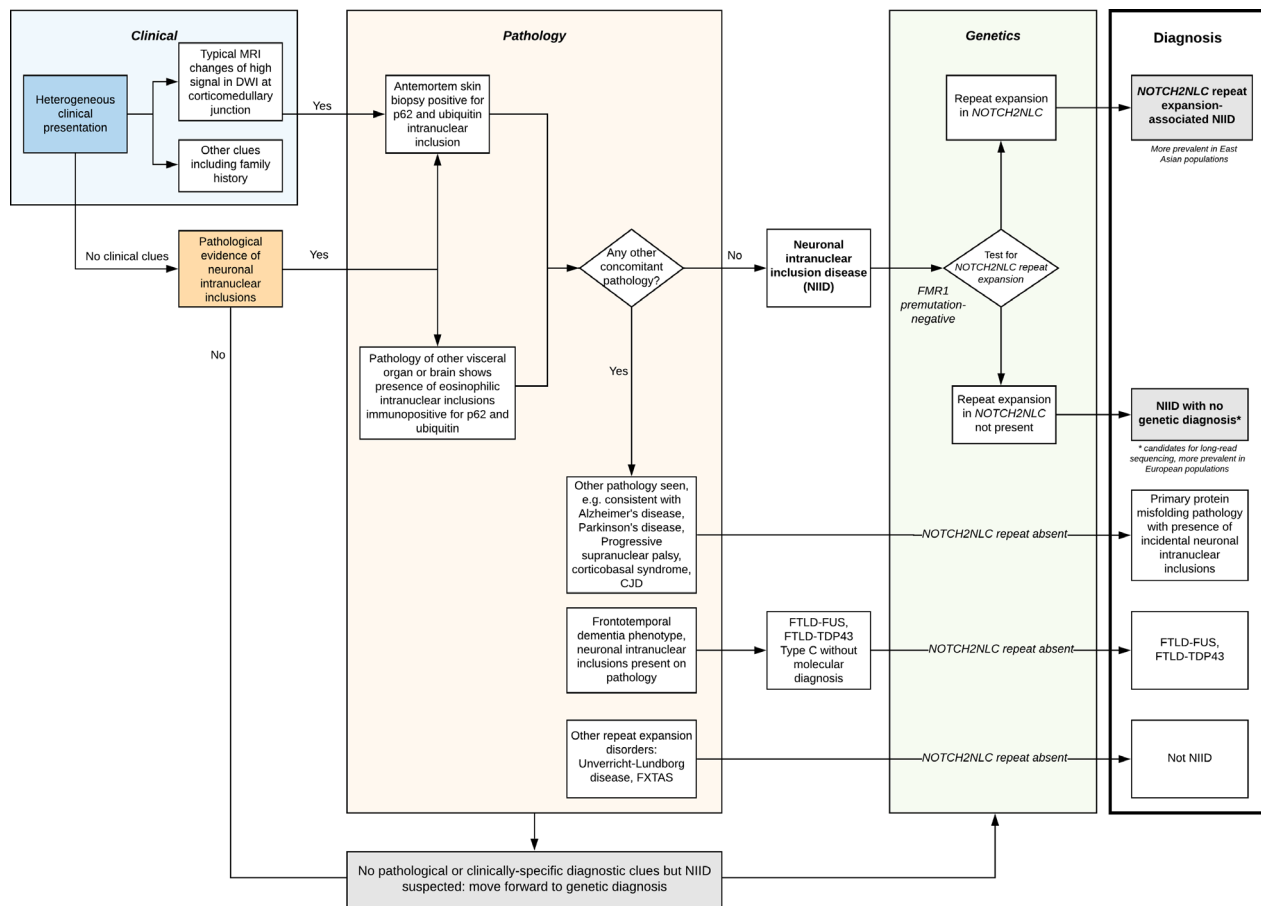 Clinical
Heterogeneous
clinical
presentation
Typical MRI
changes of high
signal in DWI at
corticomedullary
junction
Other clues
including family
history
No clinical clues
Pathological
evidence of
neuronal
intranuclear
inclusions
Yes
Yes
No
Pathology
Antemortem skin
biopsy positive for
p62 and ubiquitin
intranuclear
inclusion
Pathology of other visceral
organ or brain shows
presence of eosinophilic
intranuclear inclusions
immunopositive for p62 and
ubiquitin
Any other
concomitant
pathology?
No
Yes
Other pathology seen,
e.g. consistent with
Alzheimer's disease,
Parkinson's disease,
Progressive
supranuclear palsy,
corticobasal syndrome,
CJD
Frontotemporal
dementia phenotype,
neuronal intranuclear
inclusions present on
pathology
Other repeat expansion
disorders:
Unverricht-Lundborg
disease, FXTAS
Neuronal
intranuclear
inclusion disease
(NIID)
FTLD-FUS,
FTLD-TDP43
Type C without
molecular
diagnosis
Genetics
Repeat expansion
in NOTCH2NLC
Test for
NOTCH2NLC repeat
expansion
FMR1
premutation-
negative
Repeat expansion
in NOTCH2NLC
not present
NOTCH2NLC repeat absent
NOTCH2NLC repeat absent
NOTCH2NLC repeat absent
Diagnosis
NOTCH2NLC repeat
expansion-
associated NIID
More prevalent in East
Asian populations
NIID with no
genetic diagnosis*
* candidates for long-read
sequencing, more prevalent in
European populations
Primary protein
misfolding pathology
with presence of
incidental neuronal
intranuclear
inclusions
FTLD-FUS,
FTLD-TDP43
Not NIID
No pathological or clinically-specific diagnostic clues but NIID
suspected: move forward to genetic diagnosis